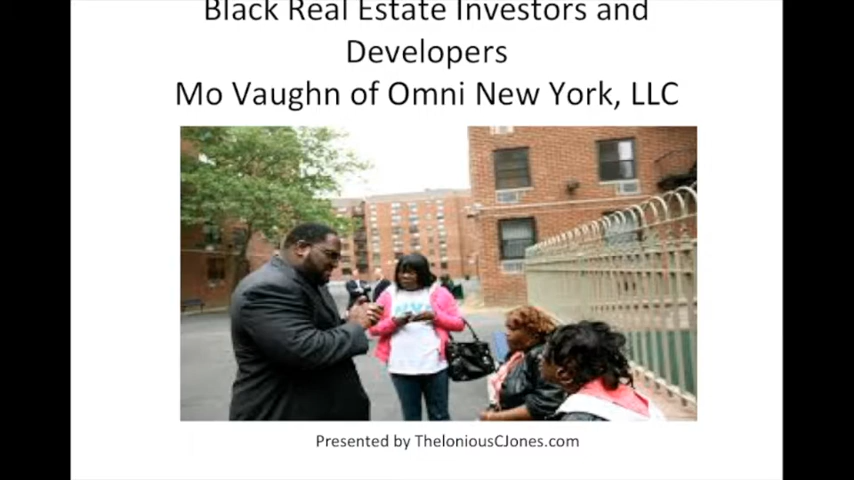 Black Real Estate Investors and
Developers
Mo Vaughn of Omni New York, LLC
Presented by TheloniousCJones.com